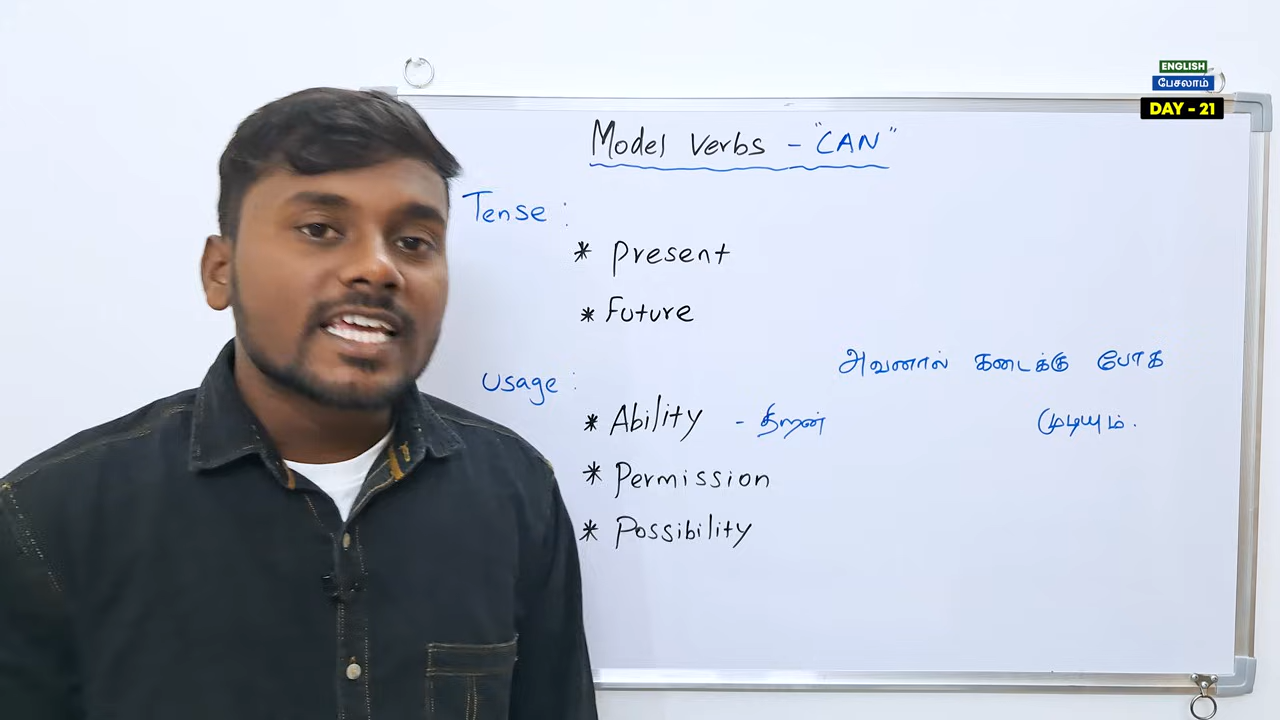 ENGLISH
பேசலாம்
DAY - 21
Model Verbs - "CAN"
Tense :
* Present
* Future
அவனால் கடைக்கு போக
முடியும்.
Usage :
* Ability - திறன்
* Permission
* Possibility